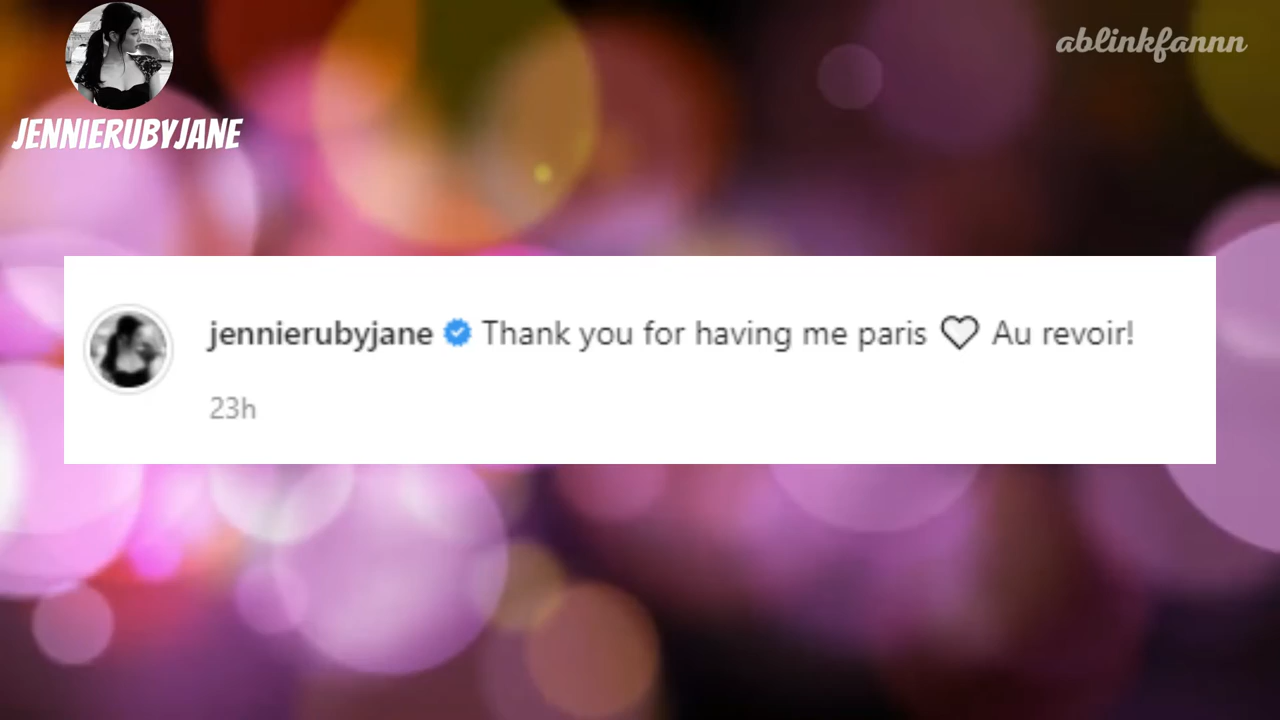 ablinkfannn
JENNIERUBYJANE
jennierubyjane Thank you for having me paris ♡ Au revoir!
23h